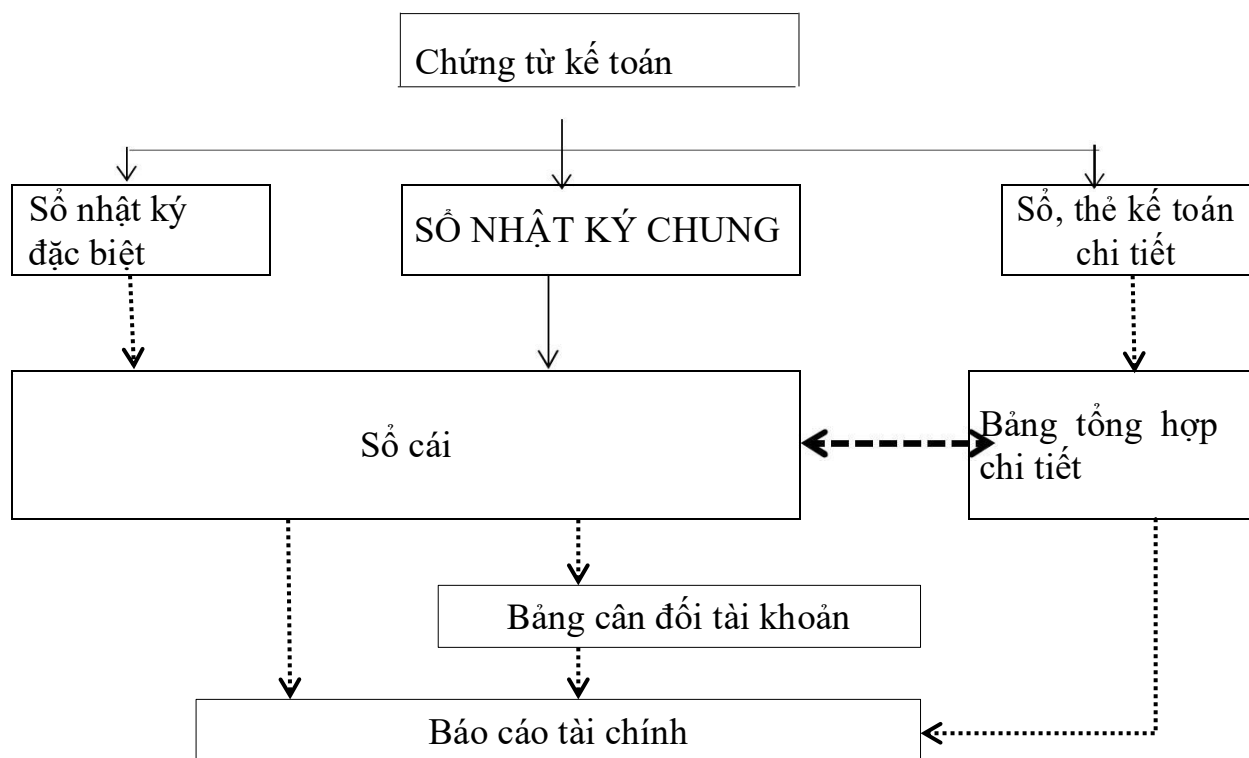 Chứng từ kế toán
Sổ nhật ký
đặc biệt
SỔ NHẬT KÝ CHUNG
Sổ, thẻ kế toán
chi tiết
Sổ cái
Bảng tổng hợp
chi tiết
Bảng cân đối tài khoản
Báo cáo tài chính